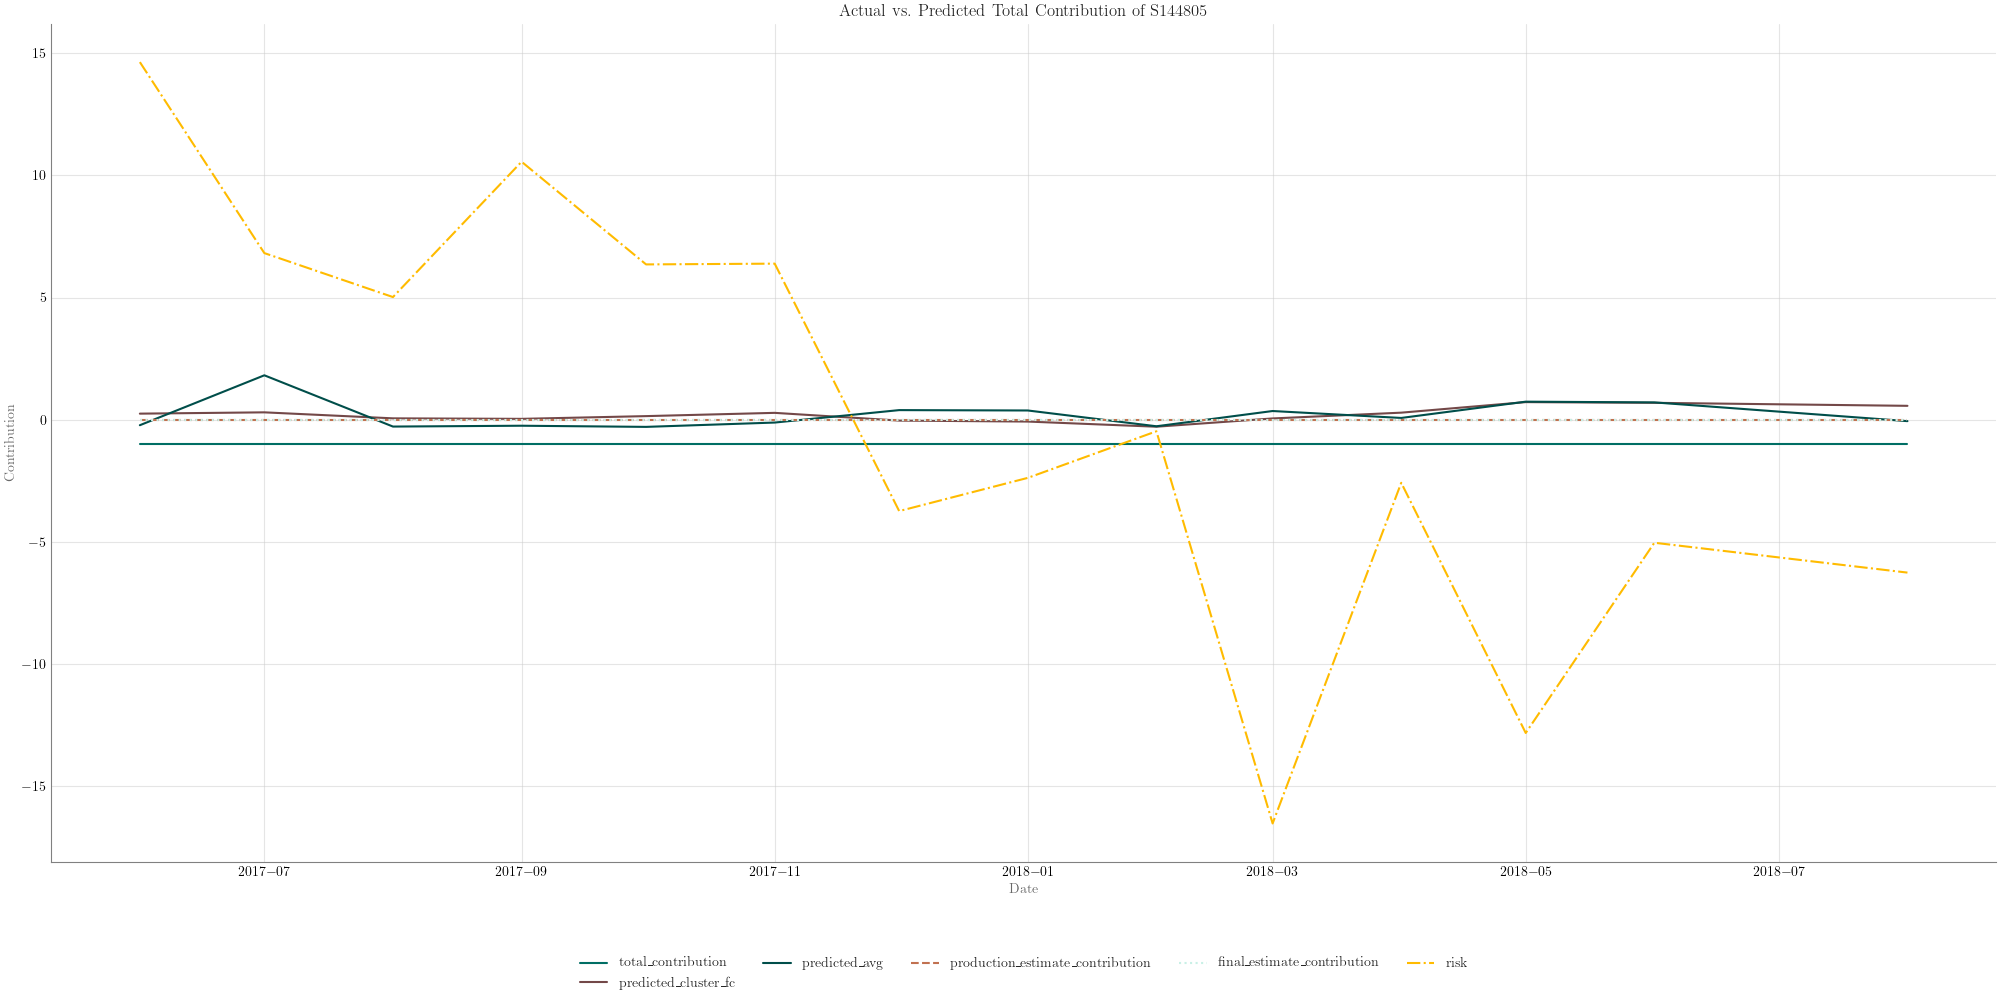 Actual vs. Predicted Total Contribution of S144805
15
10
5
0
−5
−10
−15
Contribution
2017−07
2017−09
2017−11
2018−01
2018−03
2018−05
2018−07
Date
total_contribution
predicted_cluster_fc
predicted_avg
production_estimate_contribution
final_estimate_contribution
risk